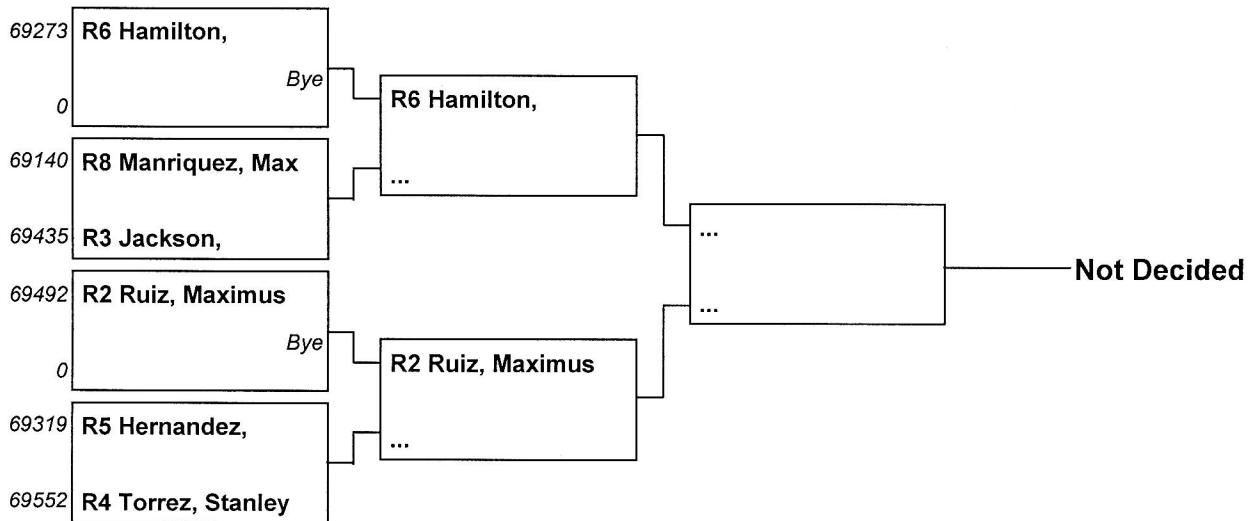 69273 R6 Hamilton,
Bye
0
69140 R8 Manriquez, Max
69435 R3 Jackson,
69492 R2 Ruiz, Maximus
Bye
0
69319 R5 Hernandez,
69552 R4 Torrez, Stanley
R6 Hamilton,
...
R2 Ruiz, Maximus
...
...
...
Not Decided